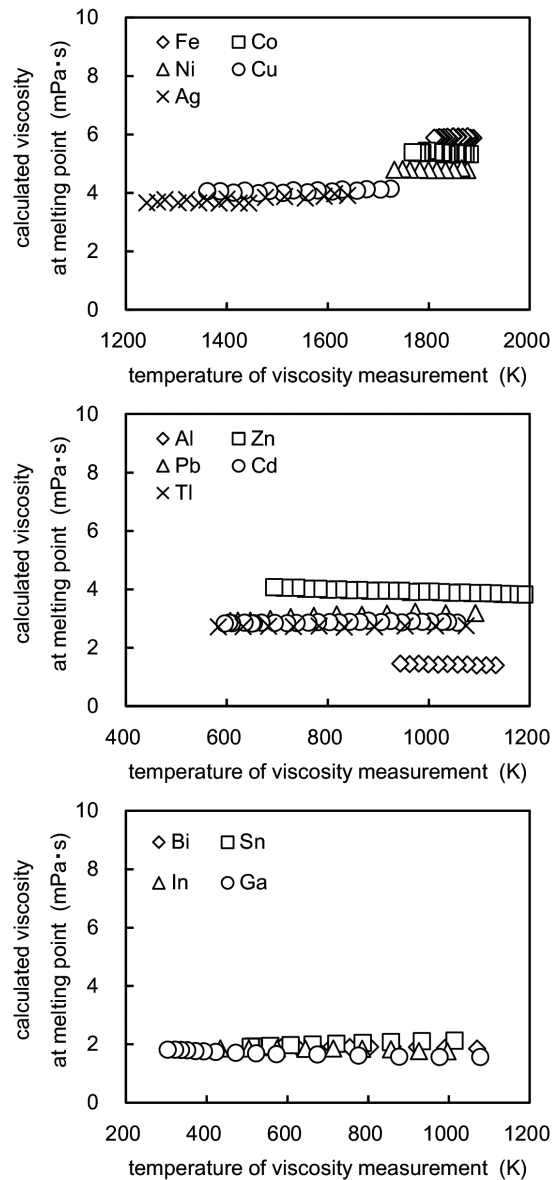 10
8
6
4
2
0
Fe Co
Ni Cu
Ag
calculated viscosity
at melting point (mPa・s)
1200 1400 1600 1800 2000
temperature of viscosity measurement (K)
10
8
6
4
2
0
Al Zn
Pb Cd
Tl
calculated viscosity
at melting point (mPa・s)
400 600 800 1000 1200
temperature of viscosity measurement (K)
10
8
6
4
2
0
Bi Sn
In Ga
calculated viscosity
at melting point (mPa・s)
200 400 600 800 1000 1200
temperature of viscosity measurement (K)